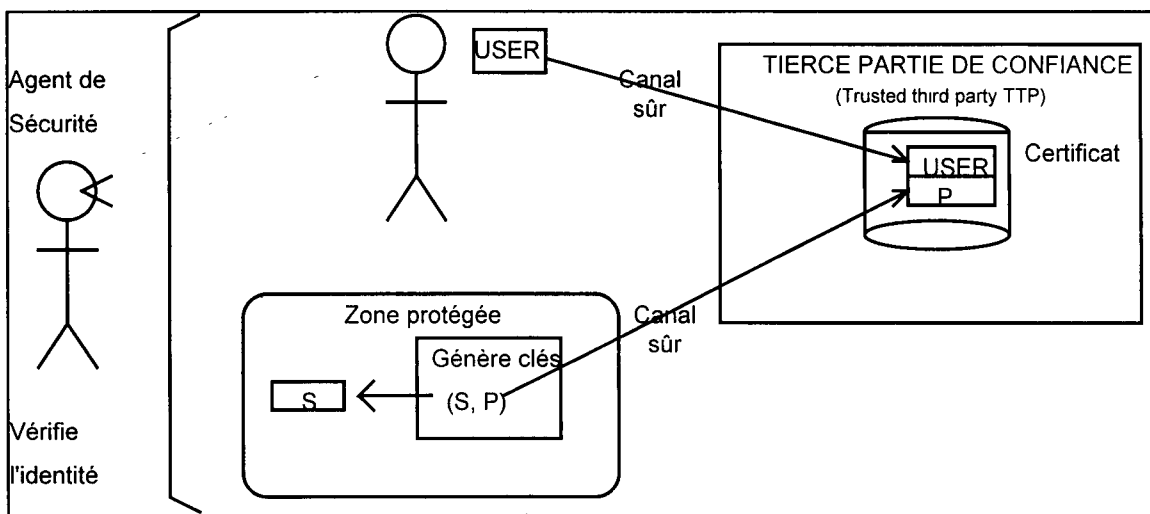 Agent de
Sécurité
Vérifie
l'identité
USER
Canal
sûr
TIERCE PARTIE DE CONFIANCE
(Trusted third party TTP)
Certificat
USER
P
Zone protégée
Génère clés
(S, P)
S
Canal
sûr